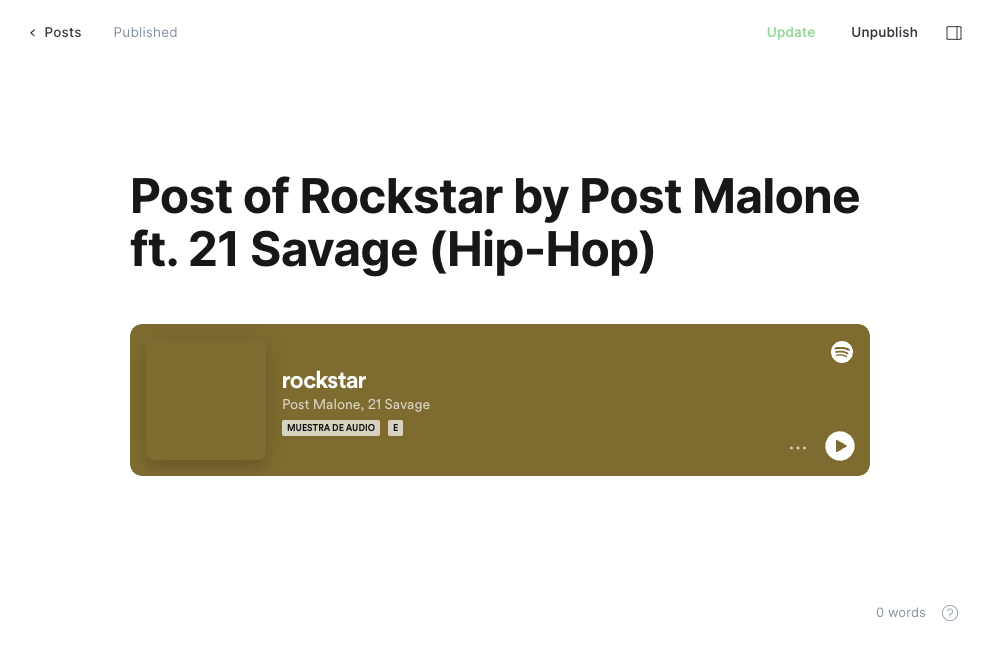 Posts
Published
Update
Unpublish
Post of Rockstar by Post Malone
ft. 21 Savage (Hip-Hop)
rockstar
Post Malone, 21 Savage
MUESTRA DE AUDIO E
0 words
?